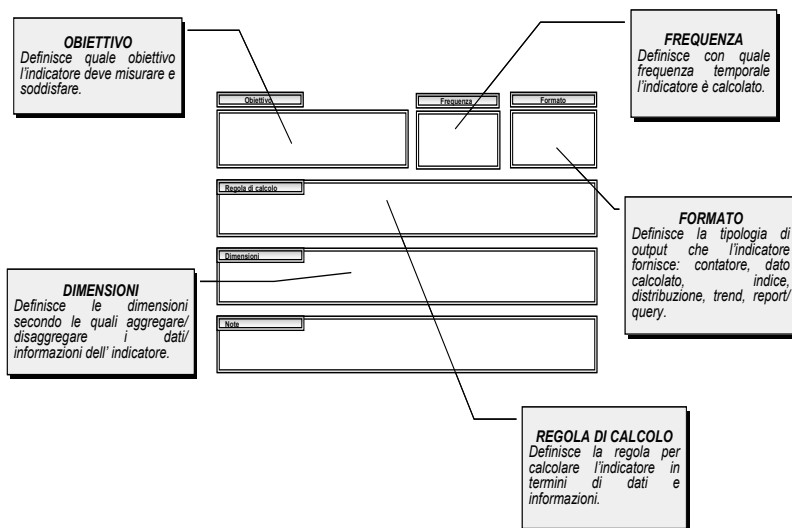 OBIETTIVO
Definisce quale obiettivo
l'indicatore deve misurare e
soddisfare.
FREQUENZA
Definisce con quale
frequenza temporale
l'indicatore è calcolato.
Obiettivo
Frequenza
Formato
Regola di calcolo
FORMATO
Definisce la tipologia di
output che l'indicatore
fornisce: contatore, dato
calcolato, indice,
distribuzione, trend, report/
query.
Dimensioni
DIMENSIONI
Definisce le dimensioni
secondo le quali aggregare/
disaggregare i dati/
informazioni dell' indicatore.
Note
REGOLA DI CALCOLO
Definisce la regola per
calcolare l'indicatore in
termini di dati e
informazioni.